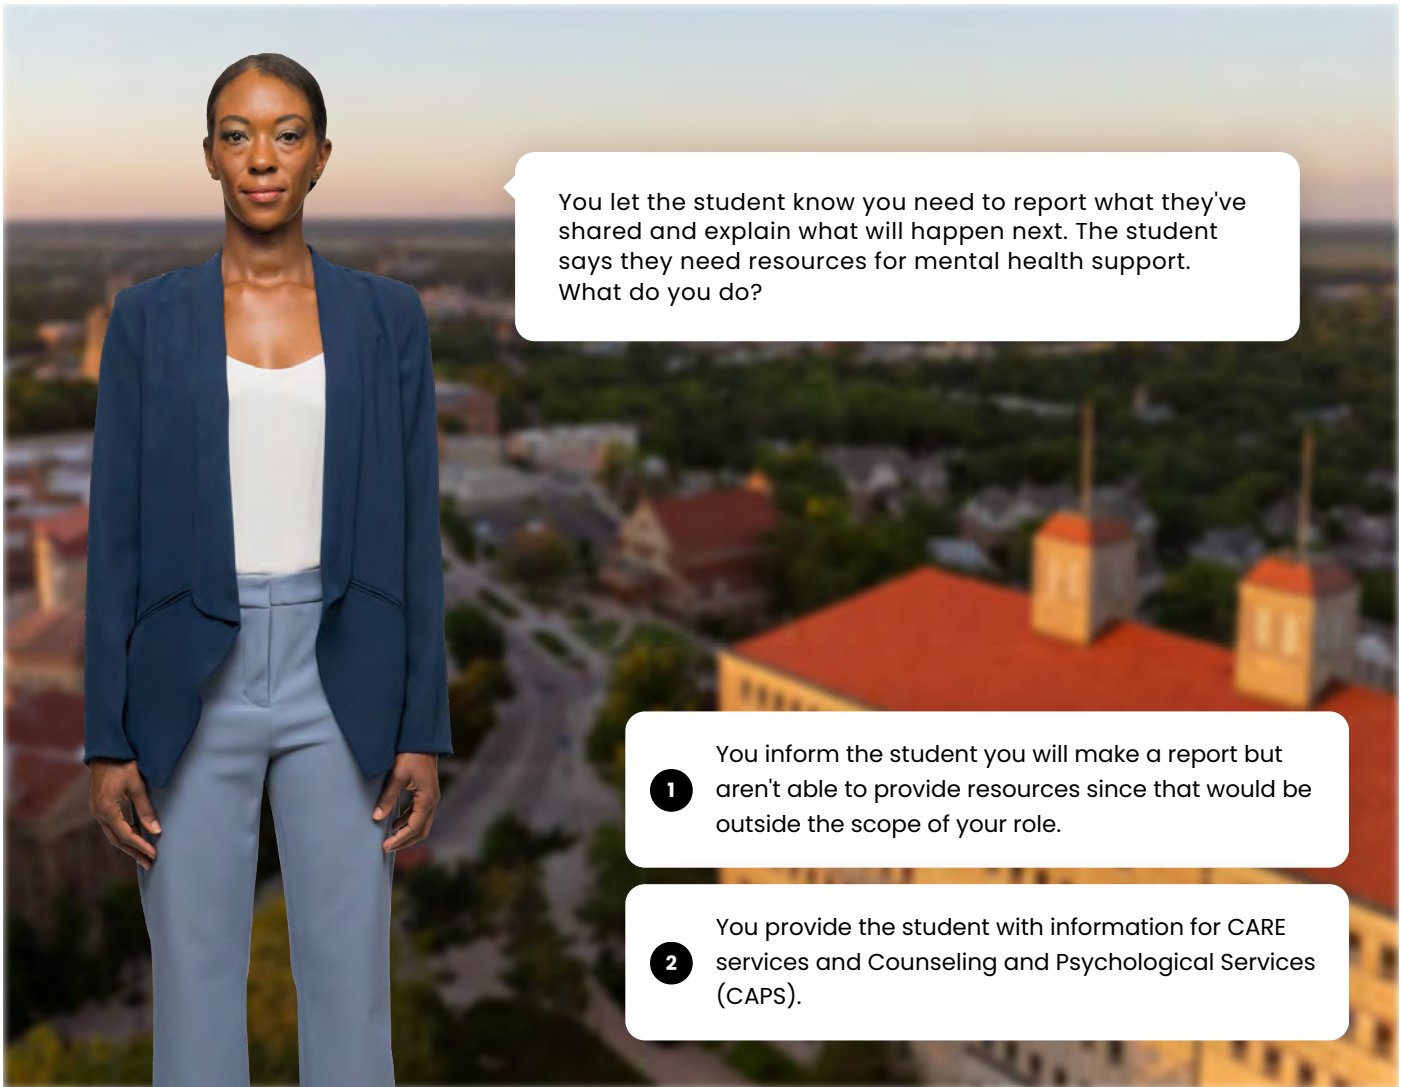 You let the student know you need to report what they've
shared and explain what will happen next. The student
says they need resources for mental health support.
What do you do?
1
You inform the student you will make a report but
aren't able to provide resources since that would be
outside the scope of your role.
2
You provide the student with information for CARE
services and Counseling and Psychological Services
(CAPS).